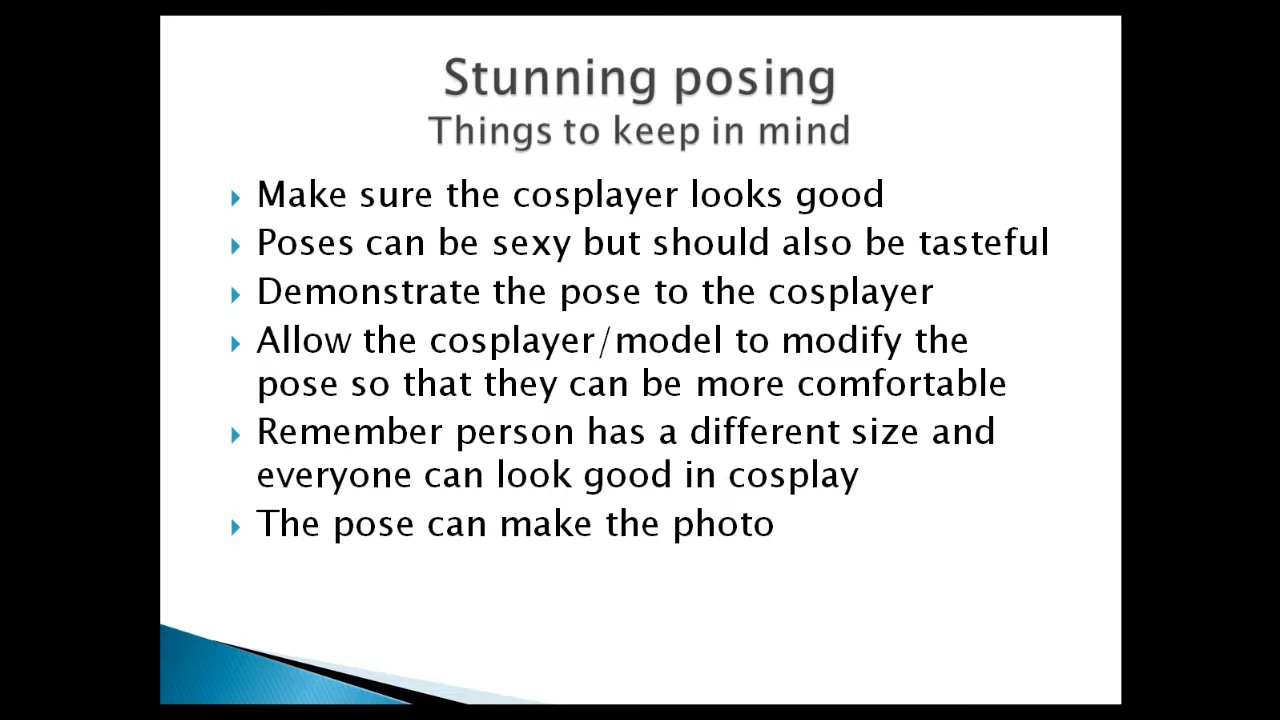 Stunning posing
Things to keep in mind
Make sure the cosplayer looks good
Poses can be sexy but should also be tasteful
Demonstrate the pose to the cosplayer
Allow the cosplayer/model to modify the
pose so that they can be more comfortable
Remember person has a different size and
everyone can look good in cosplay
The pose can make the photo